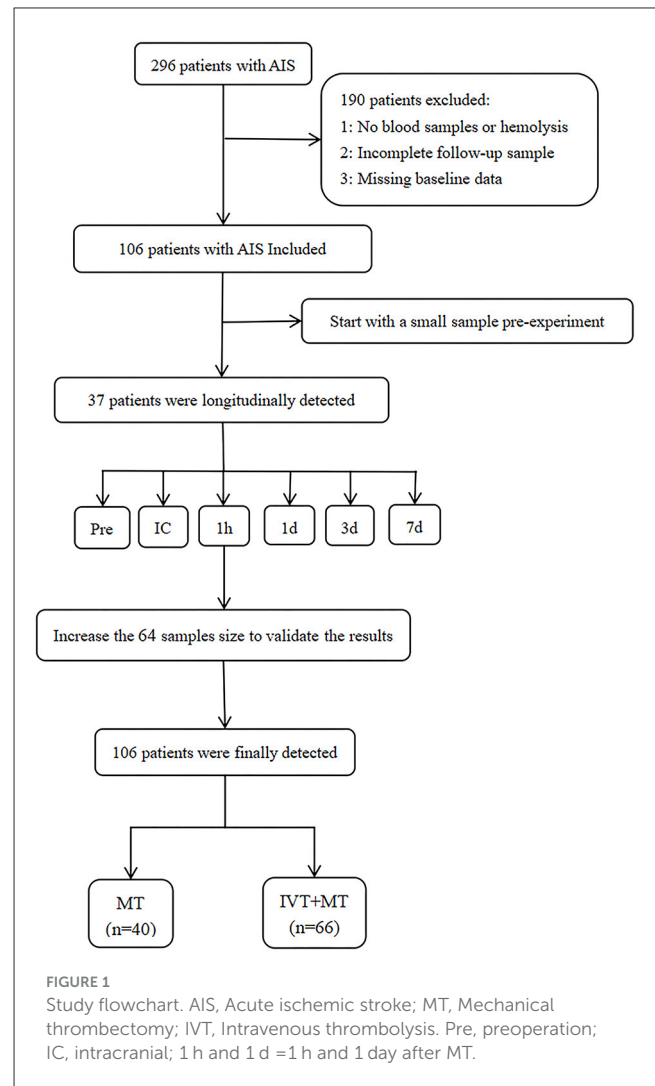 296 patients with AIS
190 patients excluded:
1: No blood samples or hemolysis
2: Incomplete follow-up sample
3: Missing baseline data
106 patients with AIS Included
Start with a small sample pre-experiment
37 patients were longitudinally detected
Pre IC 1h 1d 3d 7d
Increase the 64 samples size to validate the results
106 patients were finally detected
MT
(n=40)
IVT+MT
(n=66)
FIGURE 1
Study flowchart. AIS, Acute ischemic stroke; MT, Mechanical
thrombectomy; IVT, Intravenous thrombolysis. Pre, preoperation;
IC, intracranial; 1 h and 1 d =1 h and 1 day after MT.